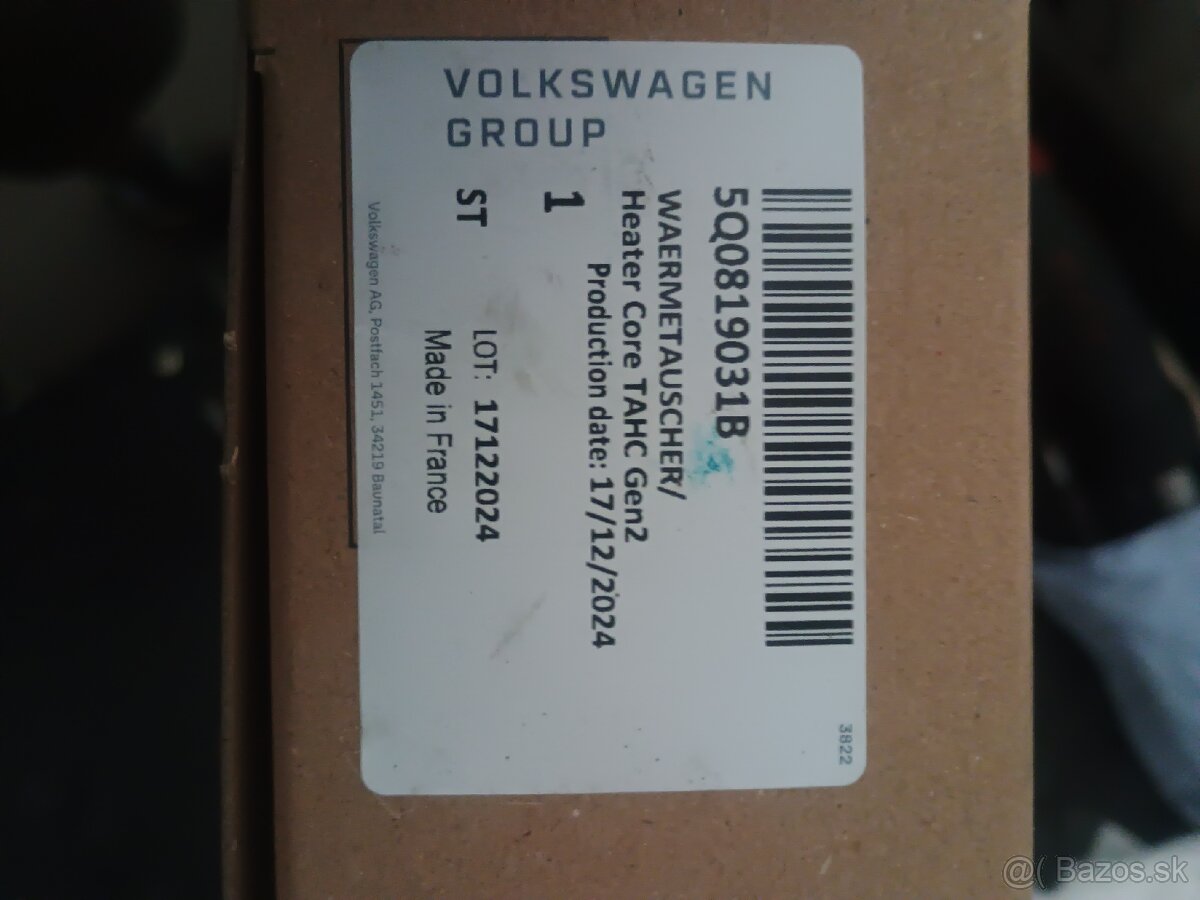 VOLKSWAGEN
GROUP
5Q0819031B
WAERMETAUSCHER/
Heater Core TAHC Gen2
Production date: 17/12/2024
1
ST
LOT: 17122024
Made in France
Volkswagen AG, Postfach 1451, 34219 Baunatal
3822
@( Bazos.sk